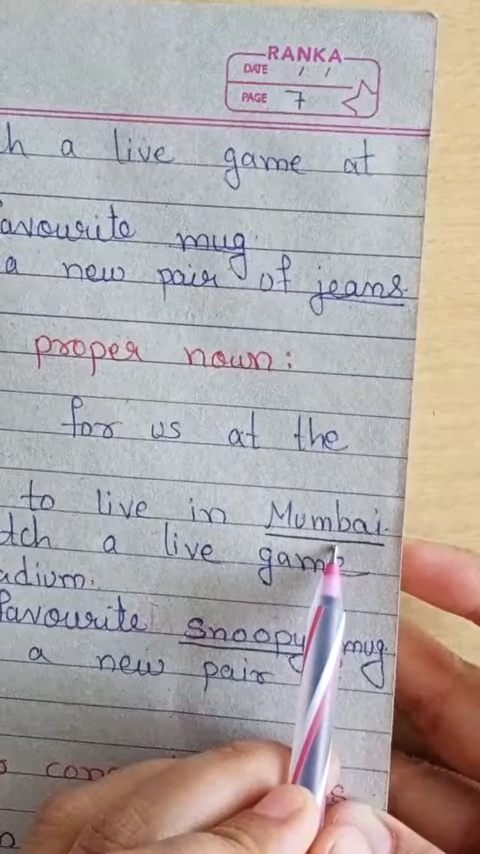 RANKA
DATE / /
PAGE 7
h a live game at
avourite mug.
a new pair of jeans.
proper noun:
for us at the
to live in Mumbai.
tch a live game
adium.
favourite snoopy mug
a new pair